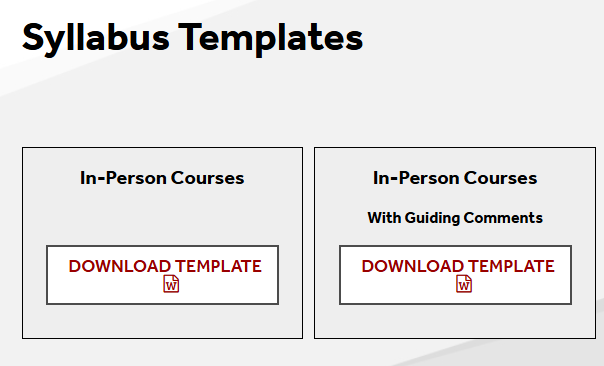 Syllabus Templates
In-Person Courses
DOWNLOAD TEMPLATE
W
In-Person Courses
With Guiding Comments
DOWNLOAD TEMPLATE
W